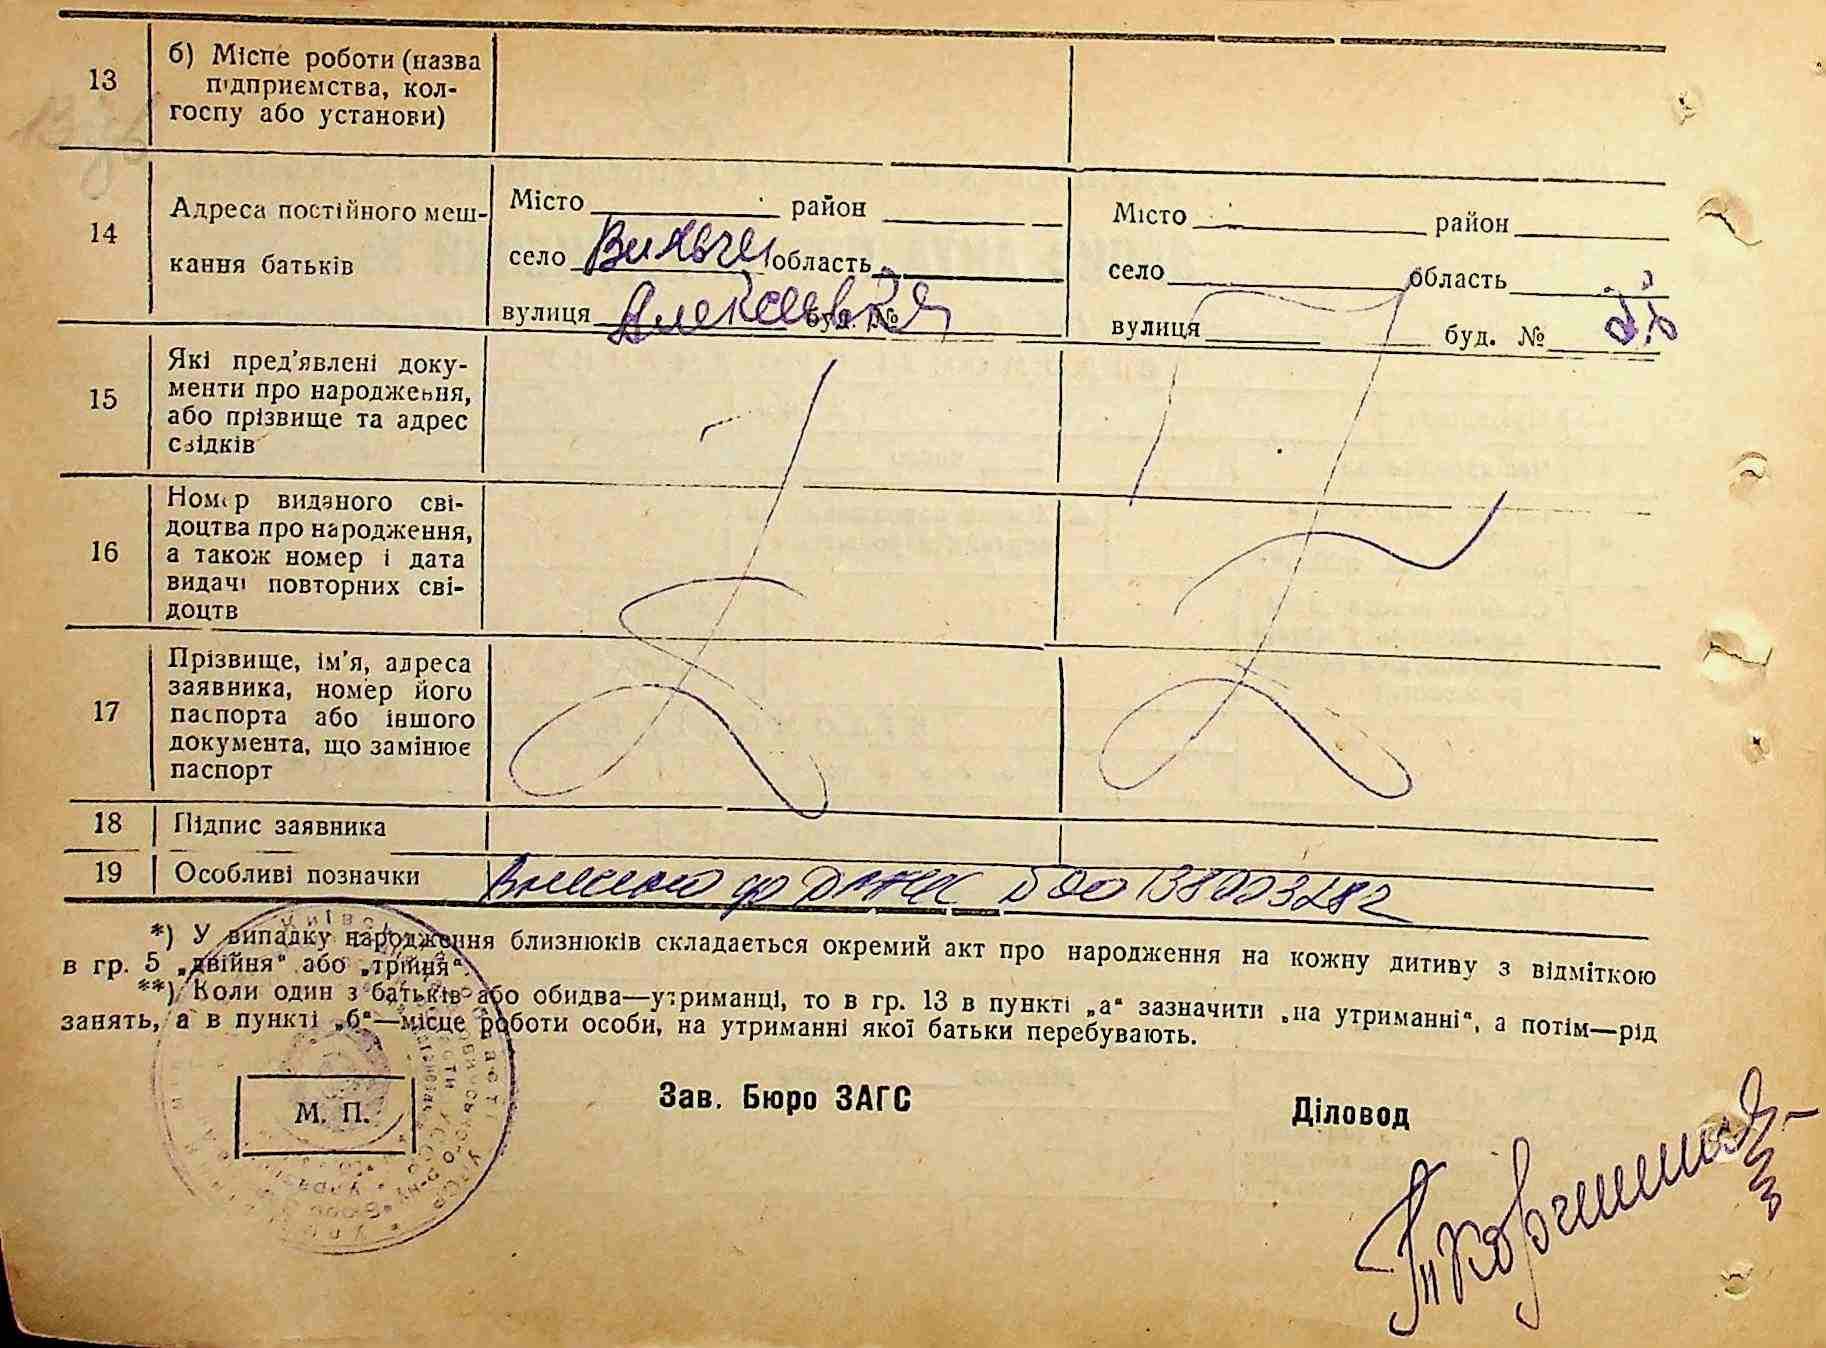 13
б) Місце роботи (назва
підприємства, кол-
госпу або установи)
14
Адреса постійного меш-
кання батьків
Місто район
село Вильчи область
вулиця Алексеевка буд. №
Місто район
село область
вулиця буд. №
15
Які пред'явлені доку-
менти про народження,
або прізвище та адрес
свідків
16
Номер виданого сві-
доцтва про народження,
а також номер і дата
видачі повторних сві-
доцтв
17
Прізвище, ім'я, адреса
заявника, номер його
паспорта або іншого
документа, що замінює
паспорт
18
Підпис заявника
19
Особливі позначки
Внесено до ДРАЦС 00138003282
*) У випадку народження близнюків складається окремий акт про народження на кожну дитину з відміткою
в гр. 5 „двійня“ або „трійня“.
**) Коли один з батьків або обидва—утриманці, то в гр. 13 в пункті „а“ зазначити „на утриманні“, а потім—рід
занять, а в пункті „б“—місце роботи особи, на утриманні якої батьки перебувають.
М. П.
Зав. Бюро ЗАГС
Діловод